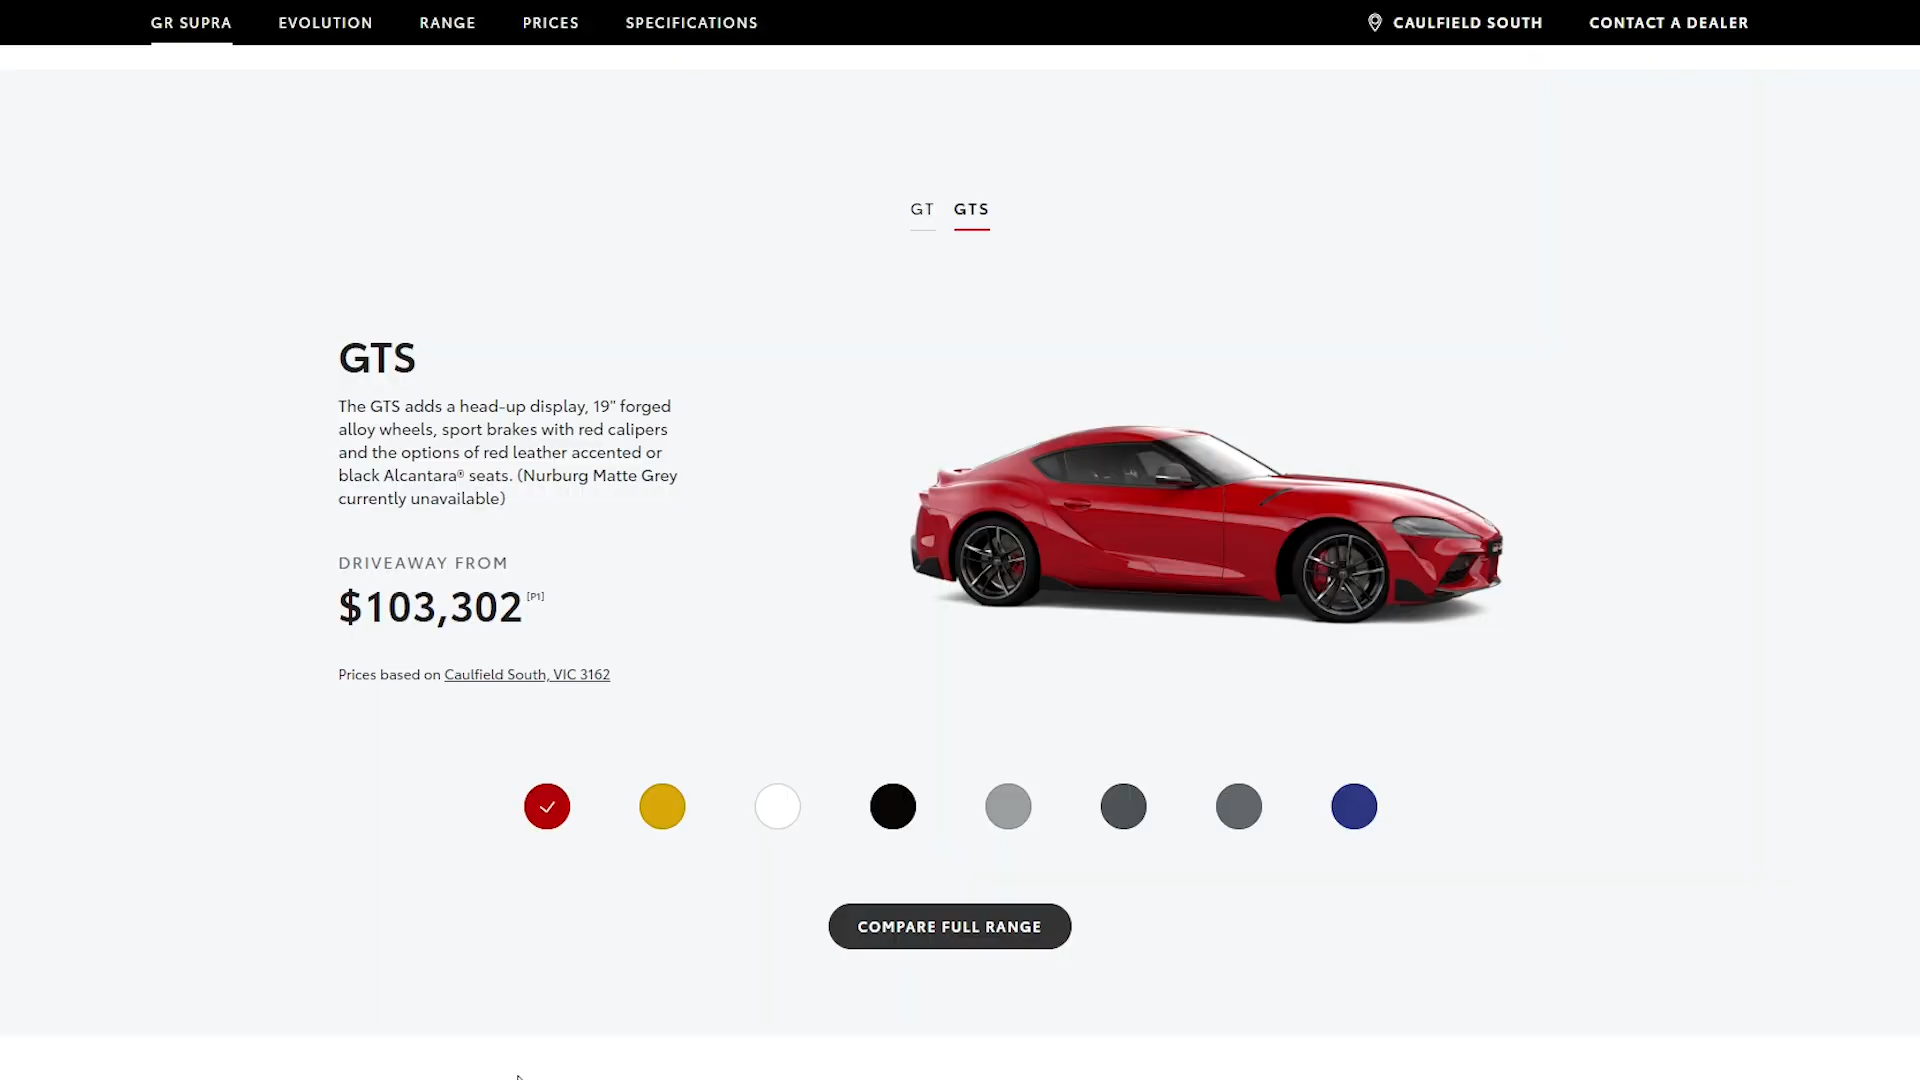 GR SUPRA EVOLUTION RANGE PRICES SPECIFICATIONS CAULFIELD SOUTH CONTACT A DEALER
GT GTS
GTS
The GTS adds a head-up display, 19" forged
alloy wheels, sport brakes with red calipers
and the options of red leather accented or
black Alcantara® seats. (Nurburg Matte Grey
currently unavailable)
DRIVEAWAY FROM
$103,302 [P1]
Prices based on Caulfield South, VIC 3162
COMPARE FULL RANGE